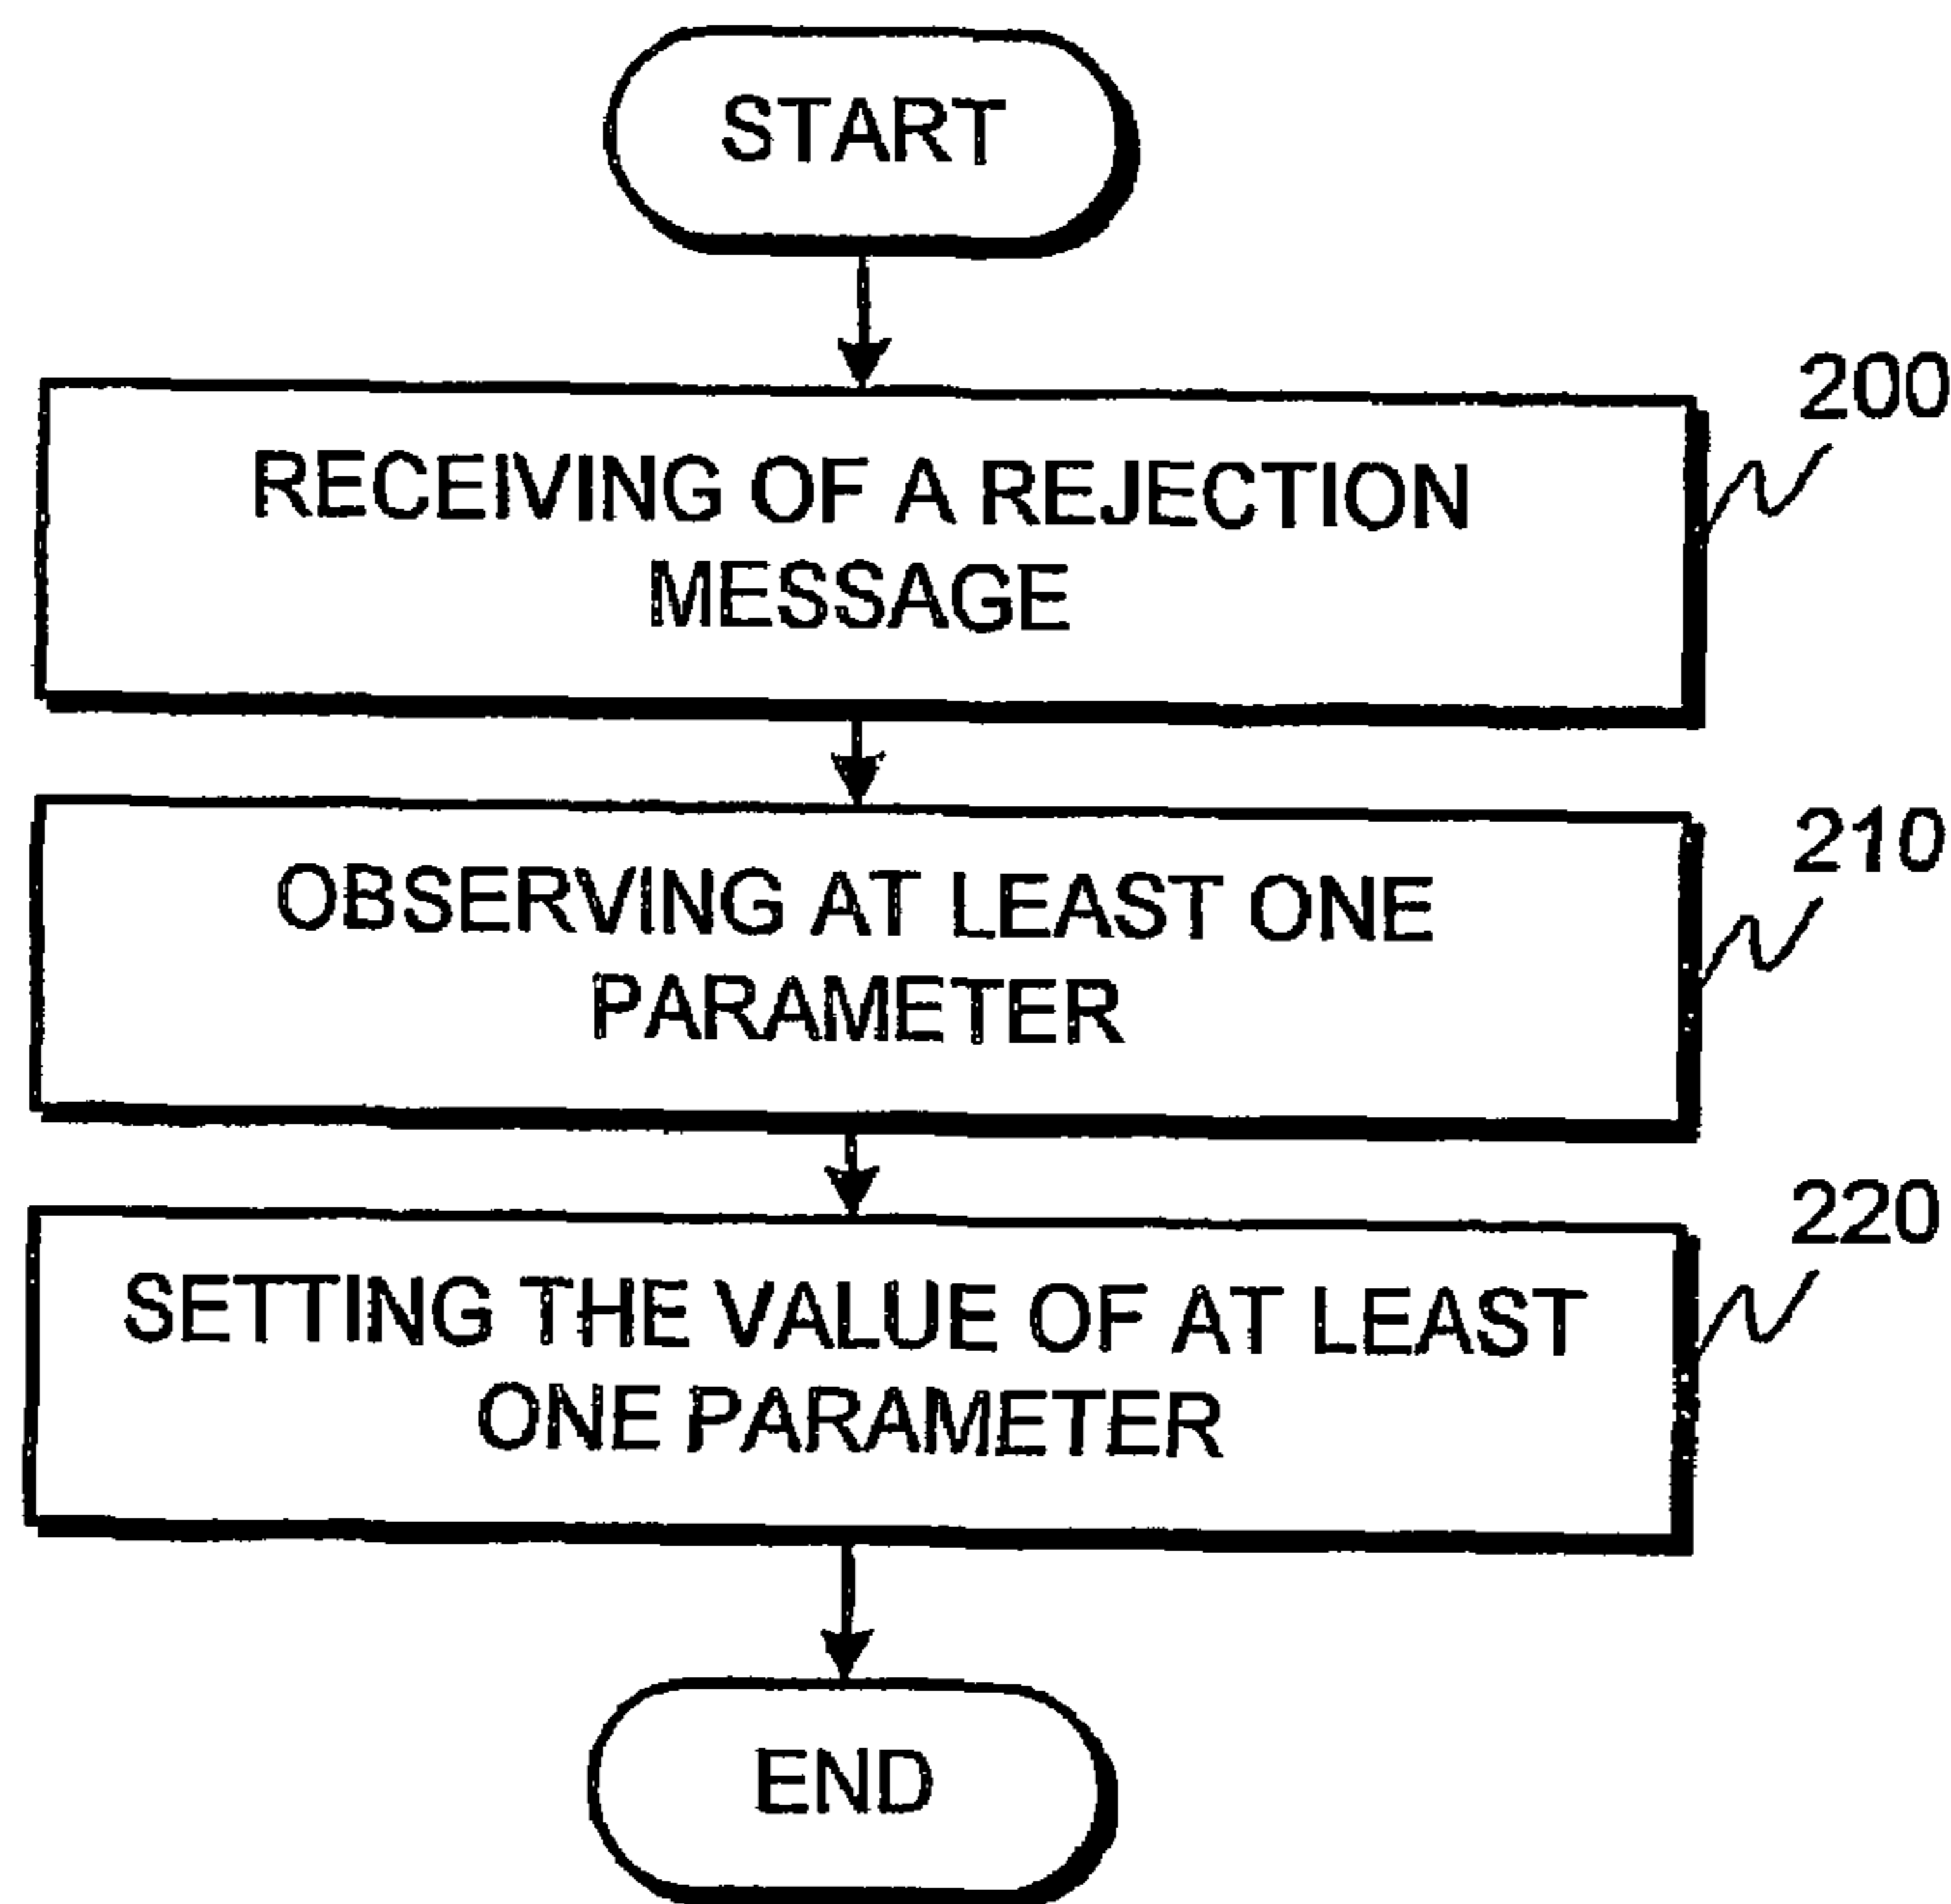 START
200
RECEIVING OF A REJECTION
MESSAGE
210
OBSERVING AT LEAST ONE
PARAMETER
220
SETTING THE VALUE OF AT LEAST
ONE PARAMETER
END